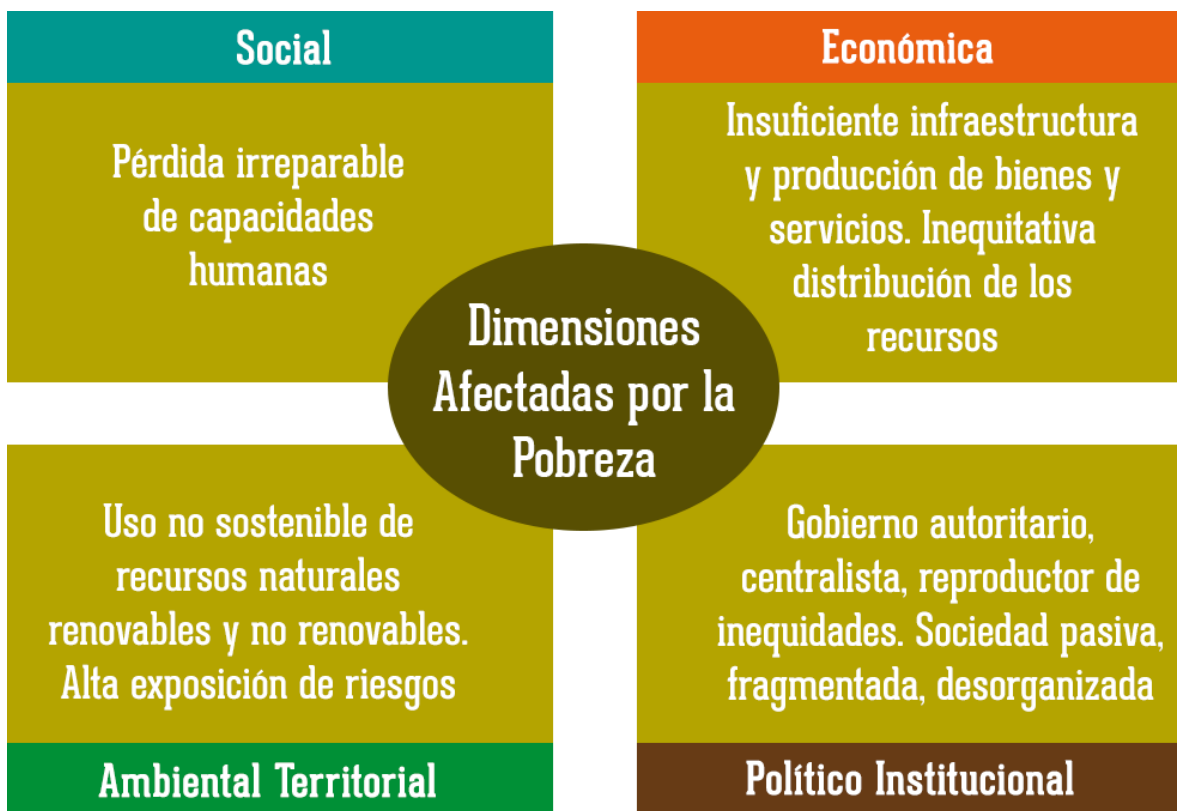 Social
Pérdida irreparable
de capacidades
humanas
Económica
Insuficiente infraestructura
y producción de bienes y
servicios. Inequitativa
distribución de los
recursos
Dimensiones
Afectadas por la
Pobreza
Uso no sostenible de
recursos naturales
renovables y no renovables.
Alta exposición de riesgos
Ambiental Territorial
Gobierno autoritario,
centralista, reproductor de
inequidades. Sociedad pasiva,
fragmentada, desorganizada
Político Institucional